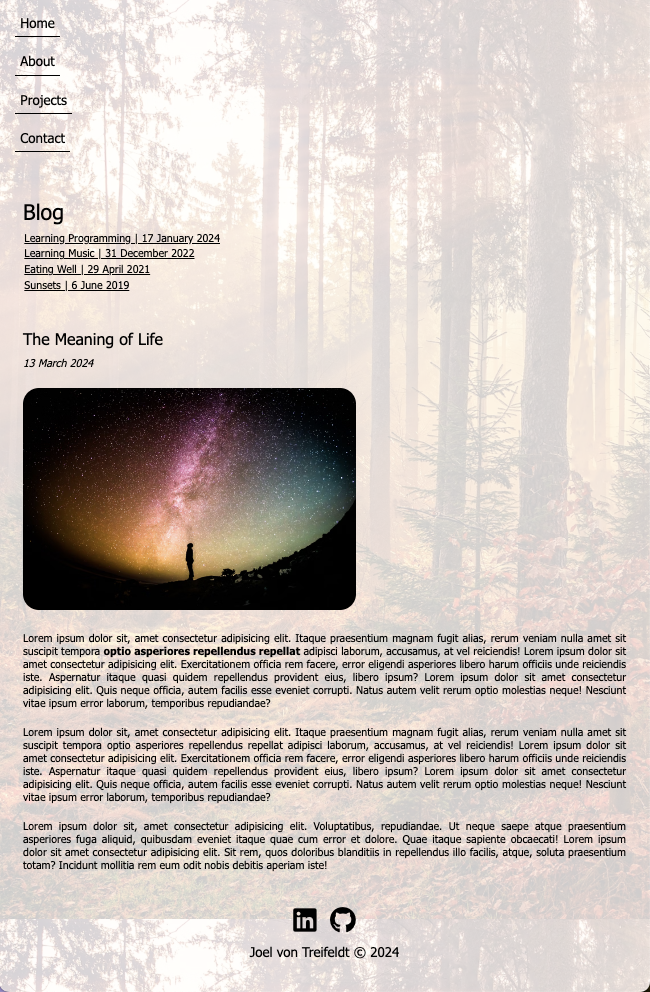 Home
About
Projects
Contact
Blog
Learning Programming | 17 January 2024
Learning Music | 31 December 2022
Eating Well | 29 April 2021
Sunsets | 6 June 2019
The Meaning of Life
13 March 2024
Lorem ipsum dolor sit, amet consectetur adipisicing elit. Itaque praesentium magnam fugit alias, rerum veniam nulla amet sit
suscipit tempora optio asperiores repellendus repellat adipisci laborum, accusamus, at vel reiciendis! Lorem ipsum dolor sit
amet consectetur adipisicing elit. Exercitationem officia rem facere, error eligendi asperiores libero harum officiis unde reiciendis
iste. Aspernatur itaque quasi quidem repellendus provident eius, libero ipsum? Lorem ipsum dolor sit amet consectetur
adipisicing elit. Quis neque officia, autem facilis esse eveniet corrupti. Natus autem velit rerum optio molestias neque! Nesciunt
vitae ipsum error laborum, temporibus repudiandae?
Lorem ipsum dolor sit, amet consectetur adipisicing elit. Itaque praesentium magnam fugit alias, rerum veniam nulla amet sit
suscipit tempora optio asperiores repellendus repellat adipisci laborum, accusamus, at vel reiciendis! Lorem ipsum dolor sit
amet consectetur adipisicing elit. Exercitationem officia rem facere, error eligendi asperiores libero harum officiis unde reiciendis
iste. Aspernatur itaque quasi quidem repellendus provident eius, libero ipsum? Lorem ipsum dolor sit amet consectetur
adipisicing elit. Quis neque officia, autem facilis esse eveniet corrupti. Natus autem velit rerum optio molestias neque! Nesciunt
vitae ipsum error laborum, temporibus repudiandae?
Lorem ipsum dolor sit, amet consectetur adipisicing elit. Voluptatibus, repudiandae. Ut neque saepe atque praesentium
asperiores fuga aliquid, quibusdam eveniet itaque quae cum error et dolore. Quae itaque sapiente obcaecati! Lorem ipsum
dolor sit amet consectetur adipisicing elit. Sit rem, quos doloribus blanditiis in repellendus illo facilis, atque, soluta praesentium
totam? Incidunt mollitia rem eum odit nobis debitis aperiam iste!
in
Joel von Treifeldt © 2024